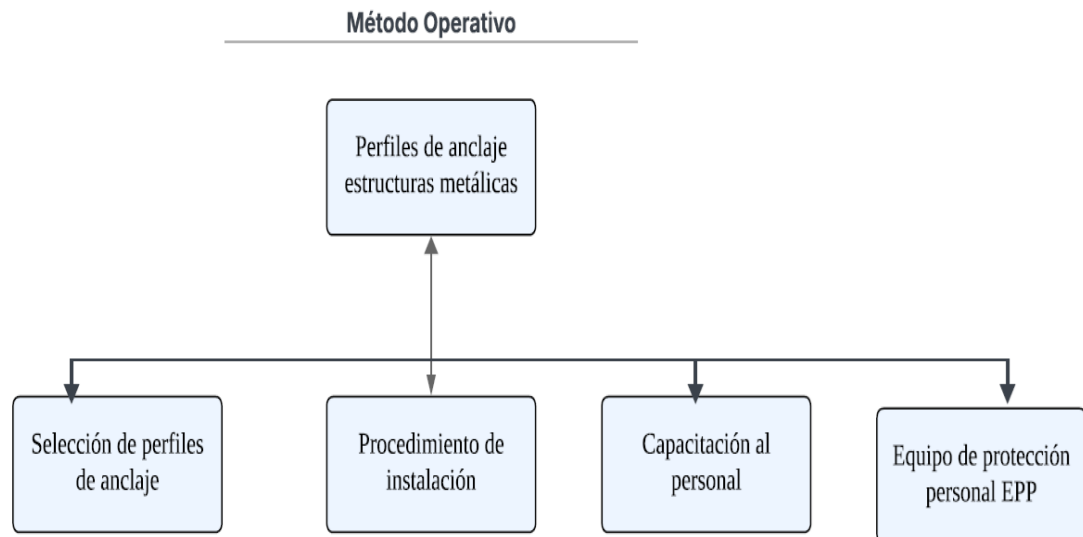 Método Operativo
Perfiles de anclaje
estructuras metálicas
Selección de perfiles
de anclaje
Procedimiento de
instalación
Capacitación al
personal
Equipo de protección
personal EPP